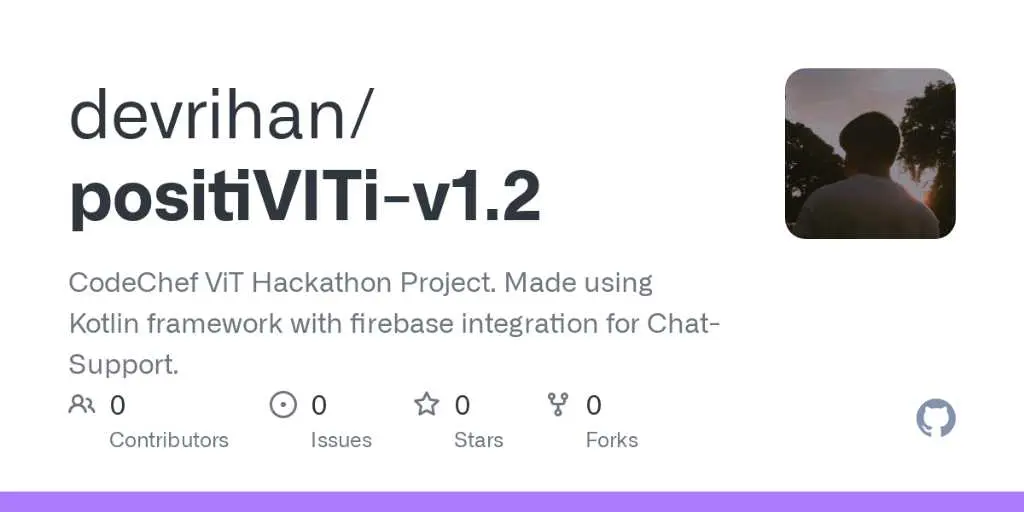 devrihan/
positiVITi-v1.2
CodeChef ViT Hackathon Project. Made using
Kotlin framework with firebase integration for Chat-
Support.
0 0 0 0
Contributors Issues Stars Forks